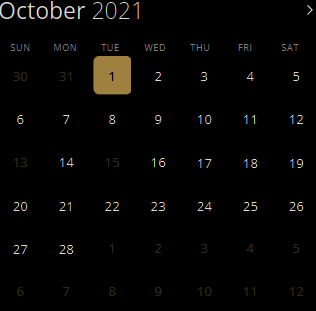 October 2021 >
SUN MON TUE WED THU FRI SAT
30 31 1 2 3 4 5
6 7 8 9 10 11 12
13 14 15 16 17 18 19
20 21 22 23 24 25 26
27 28 1 2 3 4 5
6 7 8 9 10 11 12